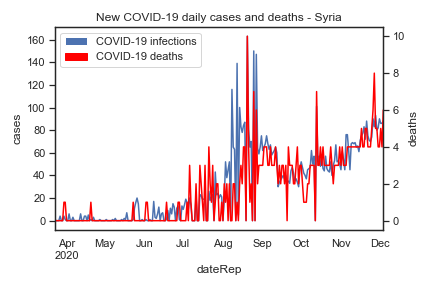 New COVID-19 daily cases and deaths - Syria
COVID-19 infections
COVID-19 deaths
160
140
120
100
80
60
40
20
0
cases
10
8
6
4
2
0
deaths
Apr May Jun Jul Aug Sep Oct Nov Dec
2020
dateRep